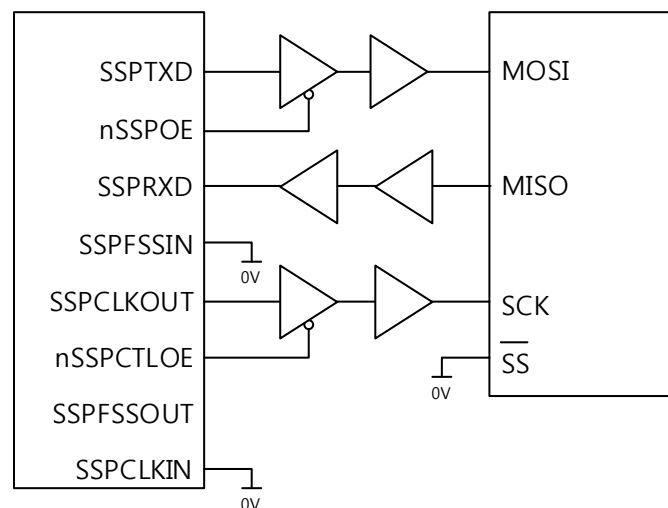 SSPTXD
nSSPOE
SSPRXD
SSPFSSIN
0V
SSPCLKOUT
nSSPCTLOE
SSPFSSOUT
SSPCLKIN
0V
MOSI
MISO
SCK
SS
0V